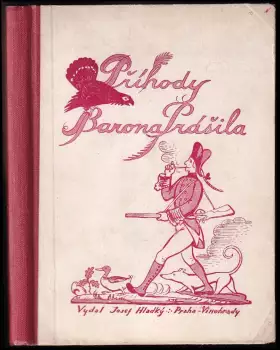 Příhody
Barona Prášila
Vydal Josef Hladký :- Praha - Vinohrady